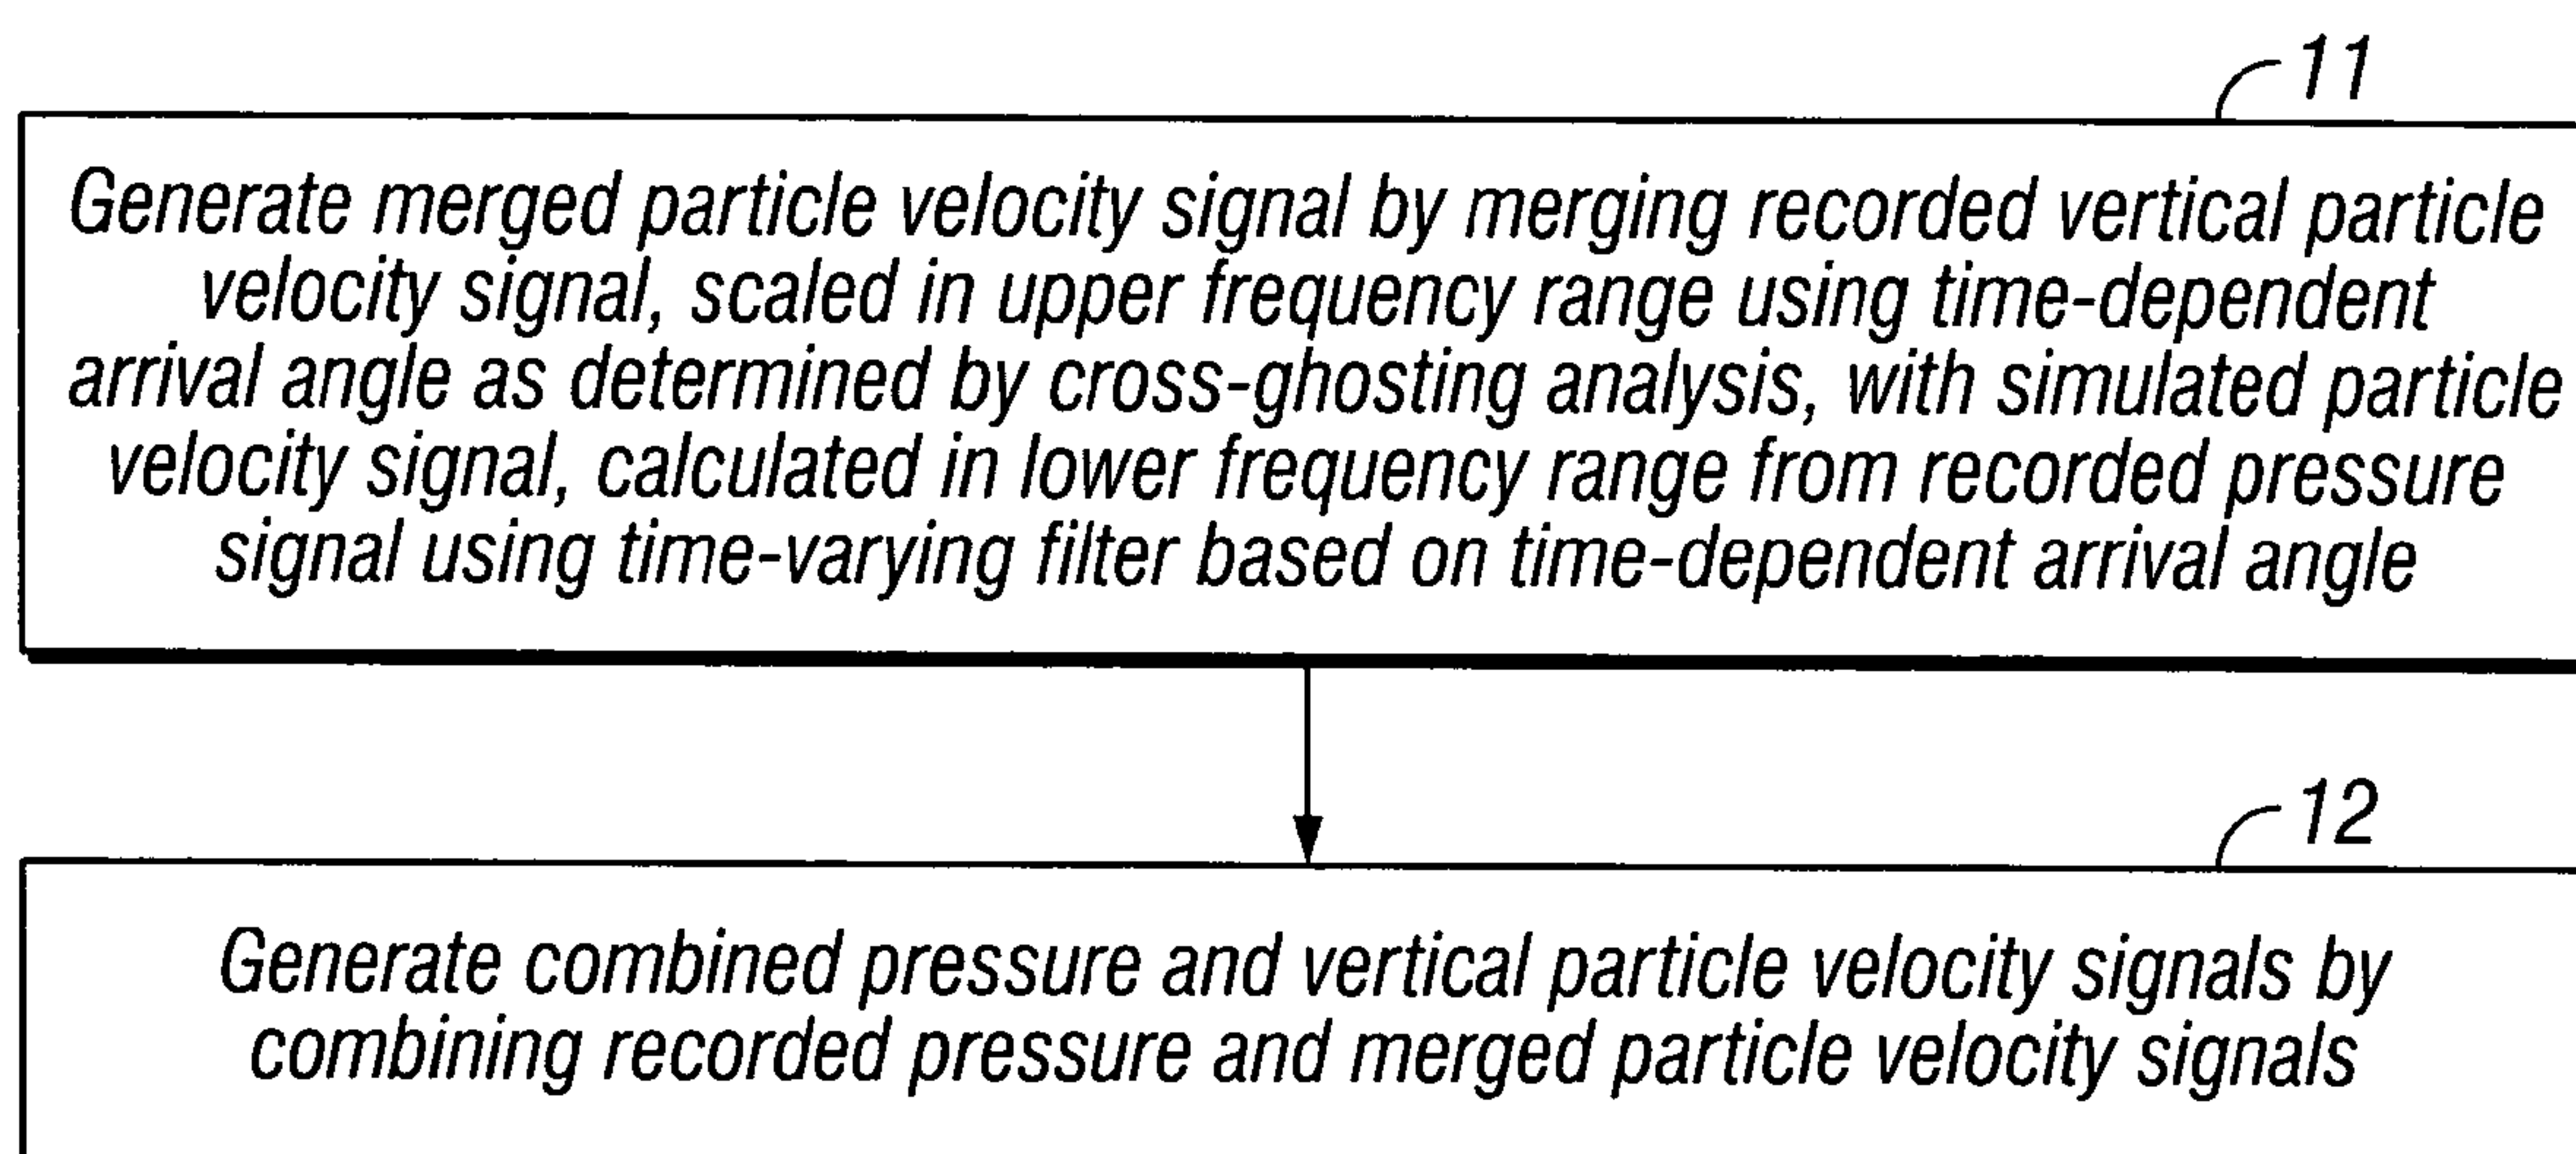 11
Generate merged particle velocity signal by merging recorded vertical particle
velocity signal, scaled in upper frequency range using time-dependent
arrival angle as determined by cross-ghosting analysis, with simulated particle
velocity signal, calculated in lower frequency range from recorded pressure
signal using time-varying filter based on time-dependent arrival angle
12
Generate combined pressure and vertical particle velocity signals by
combining recorded pressure and merged particle velocity signals